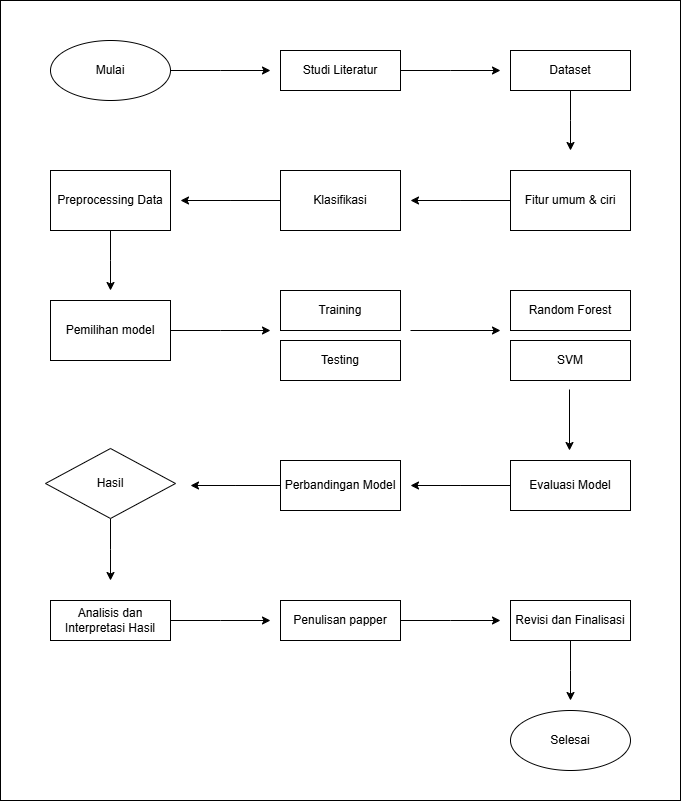 Mulai
Studi Literatur
Dataset
Fitur umum & ciri
Klasifikasi
Preprocessing Data
Pemilihan model
Training
Testing
Random Forest
SVM
Evaluasi Model
Perbandingan Model
Hasil
Analisis dan
Interpretasi Hasil
Penulisan papper
Revisi dan Finalisasi
Selesai